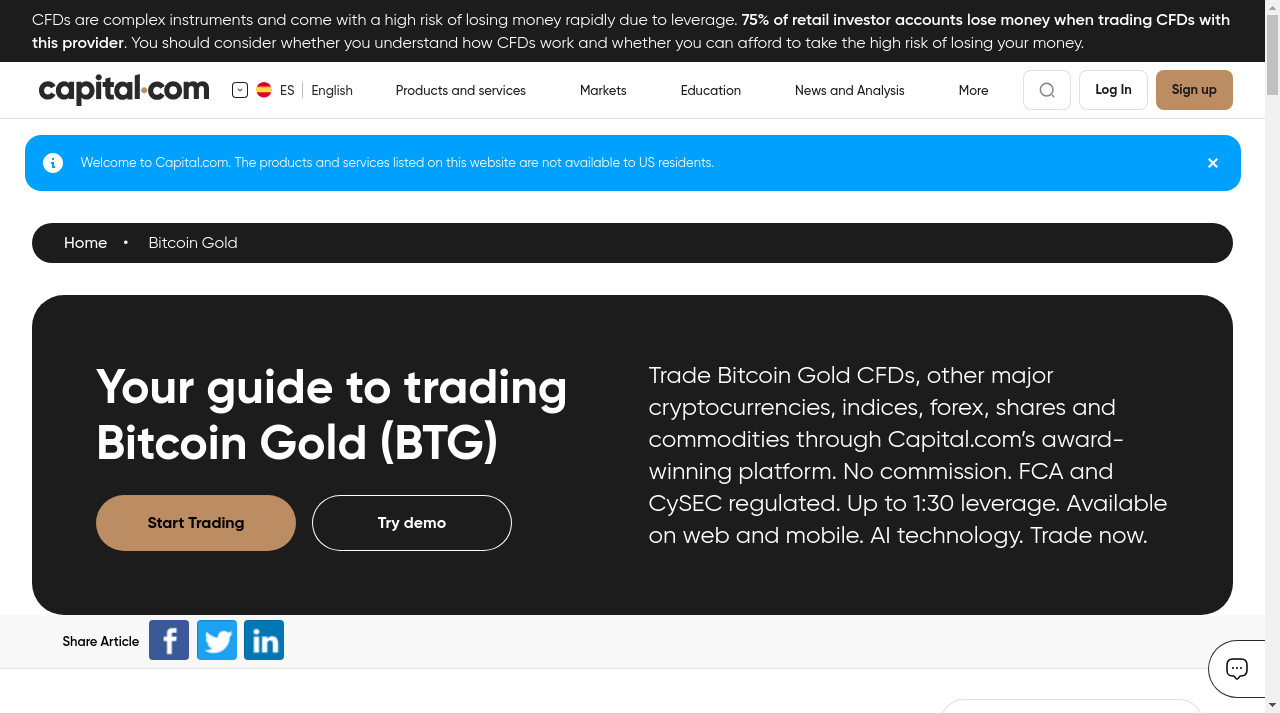 CFDs are complex instruments and come with a high risk of losing money rapidly due to leverage. 75% of retail investor accounts lose money when trading CFDs with
this provider. You should consider whether you understand how CFDs work and whether you can afford to take the high risk of losing your money.
capital.com
ES
English
Products and services
Markets
Education
News and Analysis
More
Log In
Sign up
Welcome to Capital.com. The products and services listed on this website are not available to US residents.
Home • Bitcoin Gold
Your guide to trading
Bitcoin Gold (BTG)
Start Trading
Try demo
Trade Bitcoin Gold CFDs, other major
cryptocurrencies, indices, forex, shares and
commodities through Capital.com’s award-
winning platform. No commission. FCA and
CySEC regulated. Up to 1:30 leverage. Available
on web and mobile. AI technology. Trade now.
Share Article